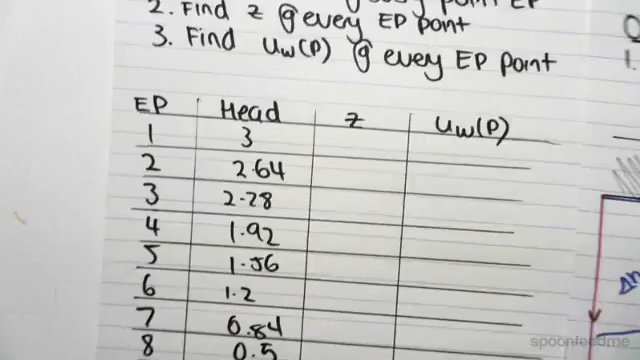 2. Find z @ every EP point
3. Find Uw(P) @ every EP point
EP Head z Uw(P)
1 3
2 2.64
3 2.28
4 1.92
5 1.56
6 1.2
7 0.84
8 0.5
1.
spoonfeedme